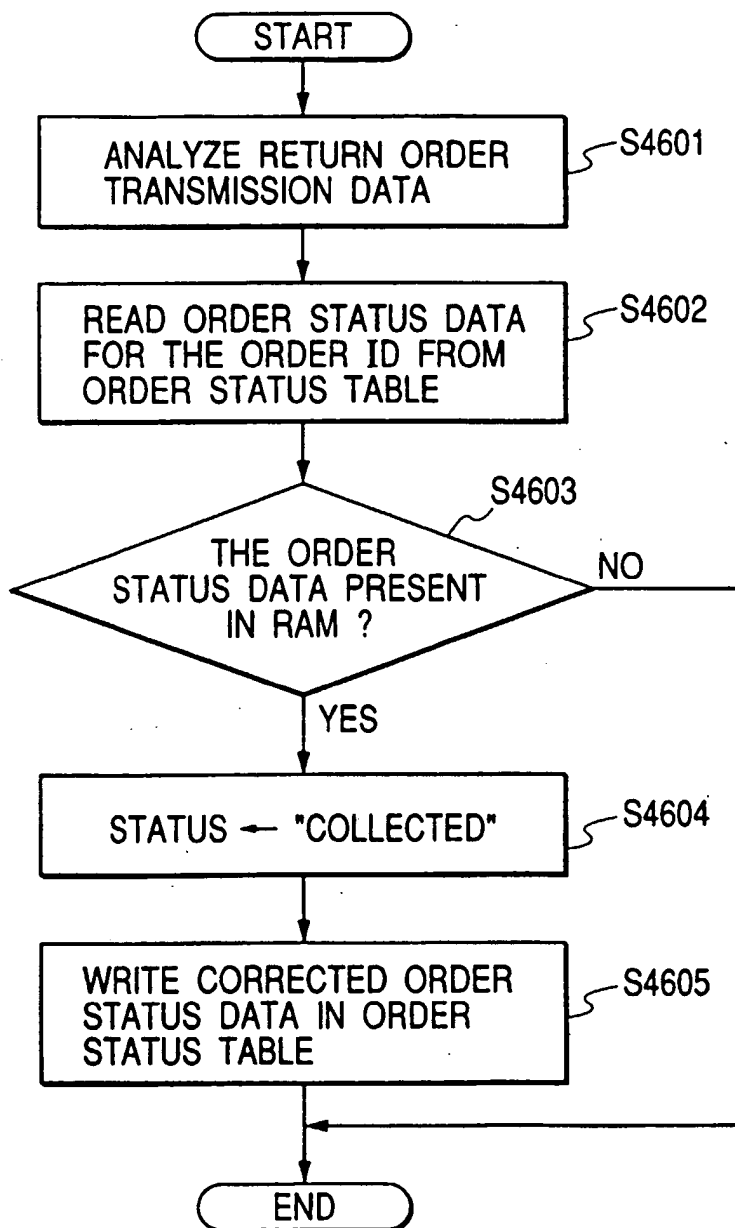 START
ANALYZE RETURN ORDER
TRANSMISSION DATA
S4601
READ ORDER STATUS DATA
FOR THE ORDER ID FROM
ORDER STATUS TABLE
S4602
S4603
THE ORDER
STATUS DATA PRESENT
IN RAM ?
NO
YES
STATUS ← "COLLECTED"
S4604
WRITE CORRECTED ORDER
STATUS DATA IN ORDER
STATUS TABLE
S4605
END